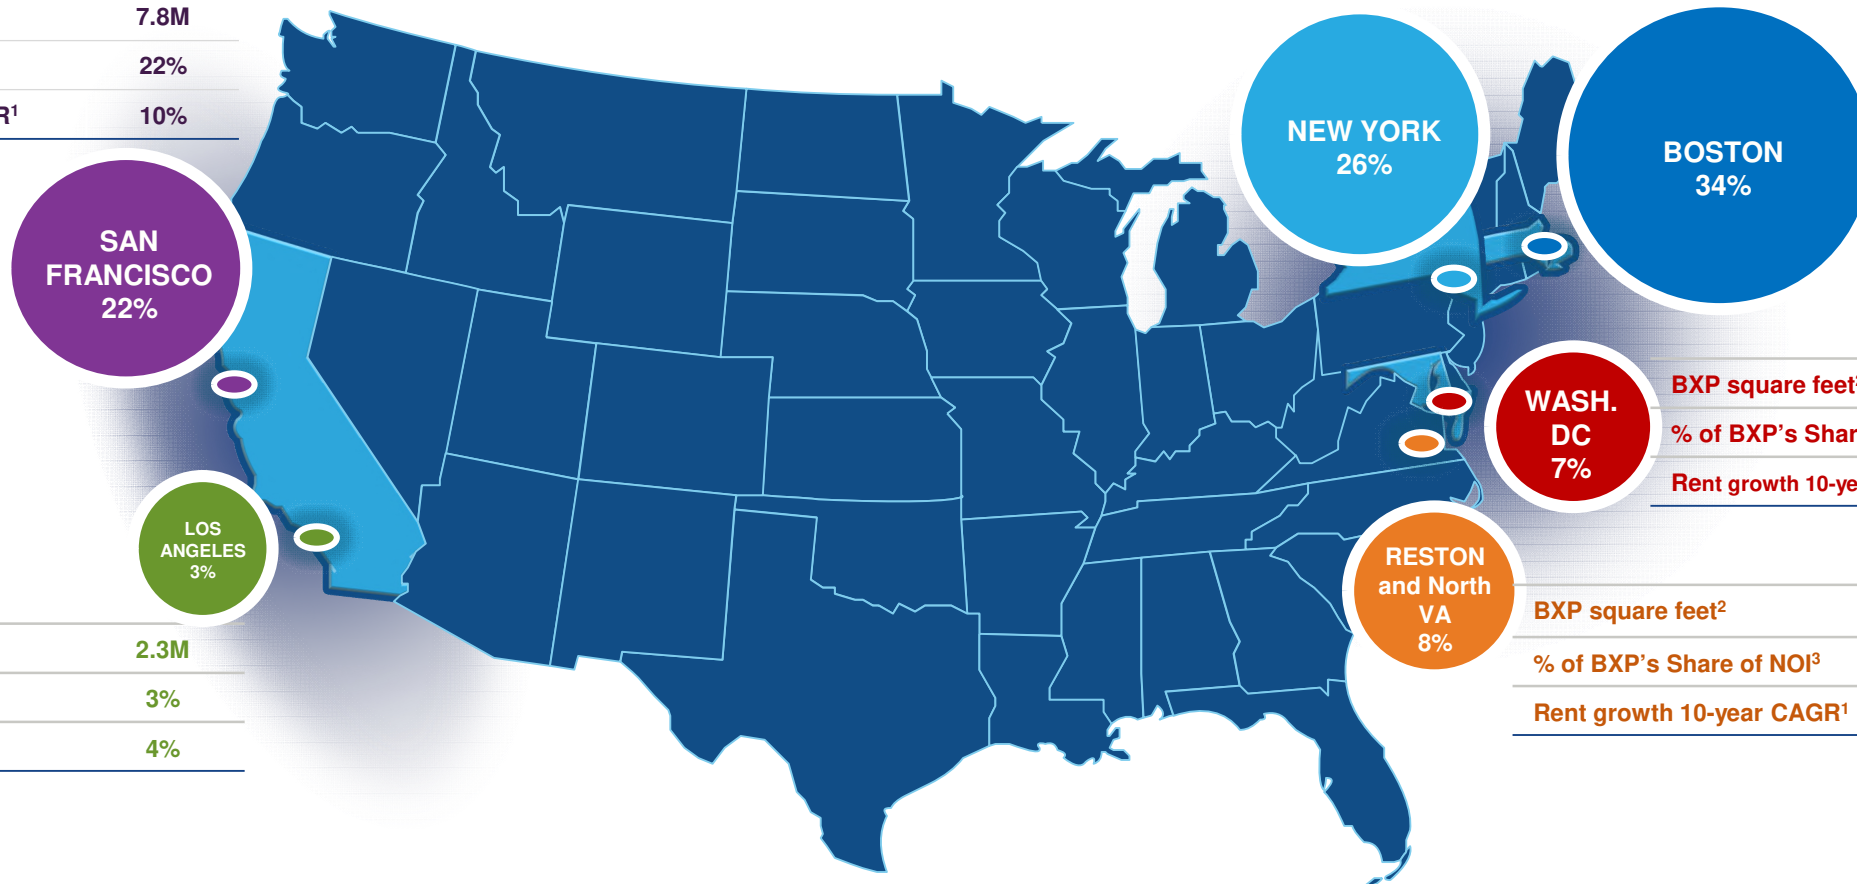 7.8M
22%
R¹ 10%
SAN
FRANCISCO
22%
LOS
ANGELES
3%
2.3M
3%
4%
NEW YORK
26%
BOSTON
34%
WASH.
DC
7%
BXP square feet
% of BXP's Shar
Rent growth 10-ye
RESTON
and North
VA
8%
BXP square feet²
% of BXP's Share of NOI³
Rent growth 10-year CAGR¹